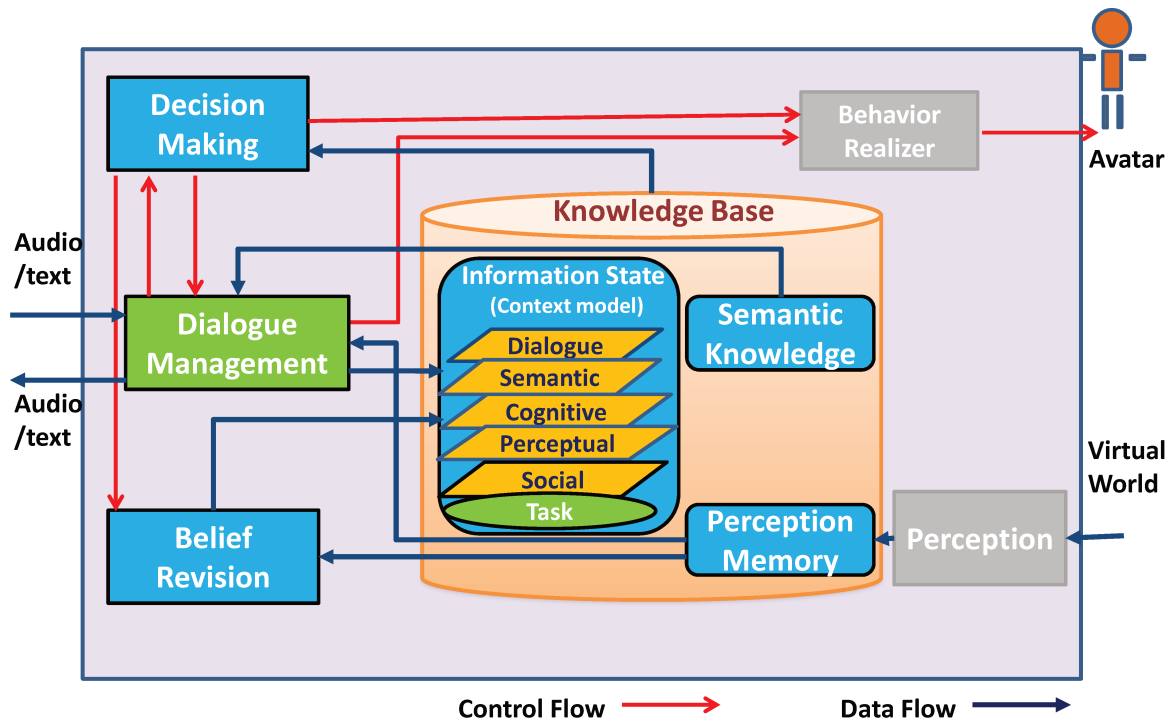 Decision
Making
Behavior
Realizer
Avatar
Knowledge Base
Audio
/text
Information State
(Context model)
Semantic
Knowledge
Dialogue
Management
Dialogue
Semantic
Cognitive
Perceptual
Social
Task
Audio
/text
Virtual
World
Belief
Revision
Perception
Memory
Perception
Control Flow
Data Flow